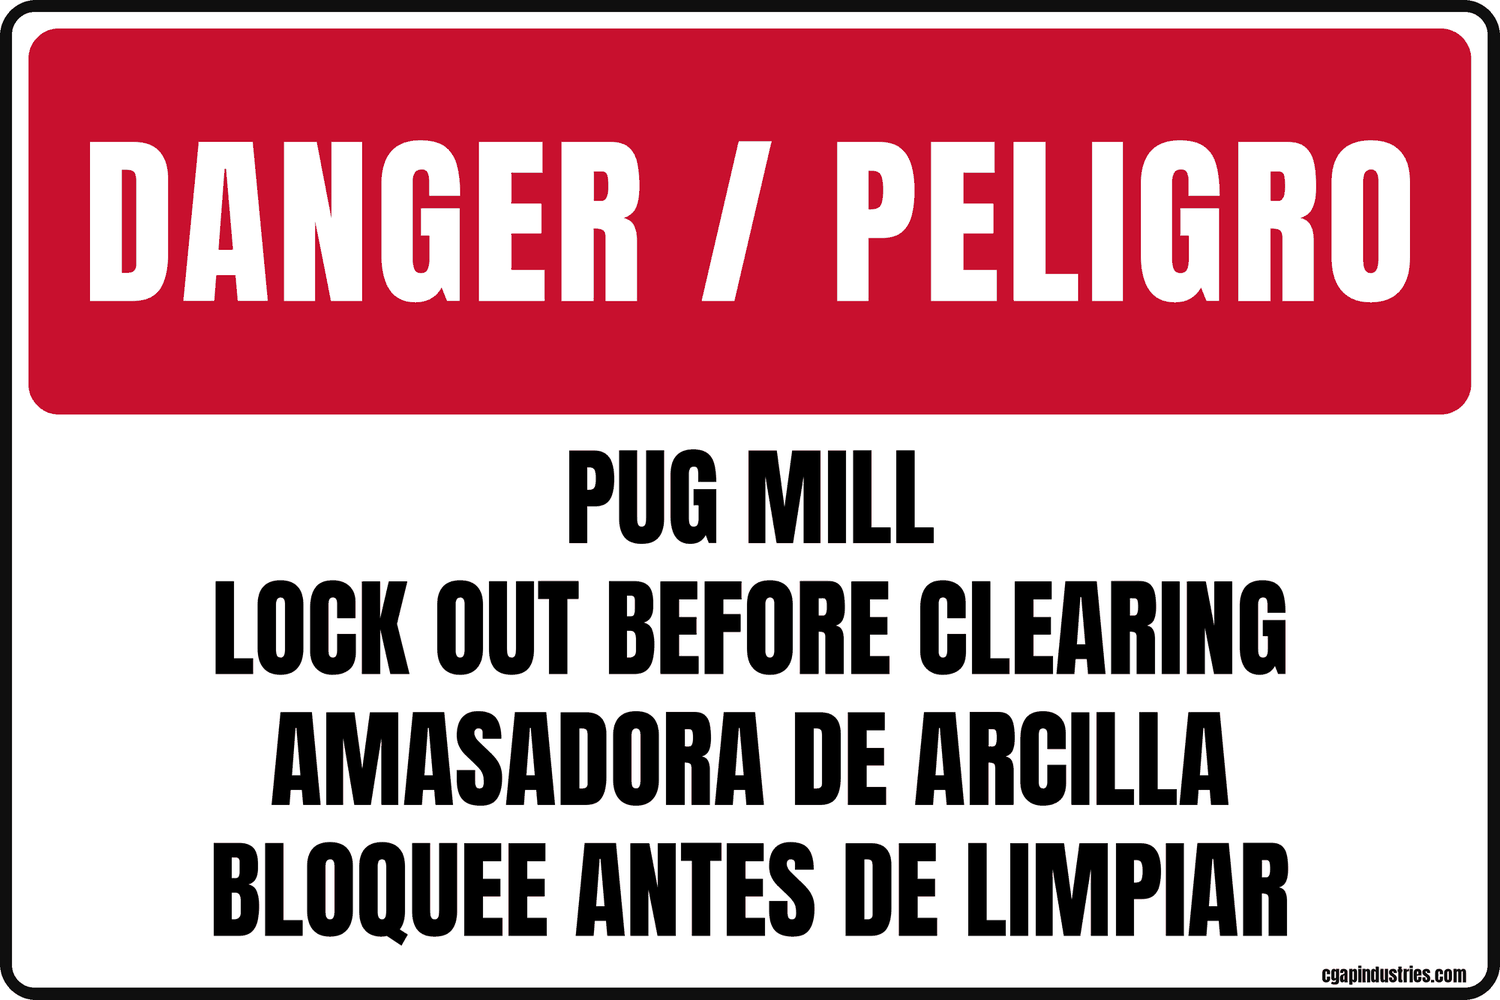 DANGER / PELIGRO
PUG MILL
LOCK OUT BEFORE CLEARING
AMASADORA DE ARCILLA
BLOQUEE ANTES DE LIMPIAR
cgapindustries.com